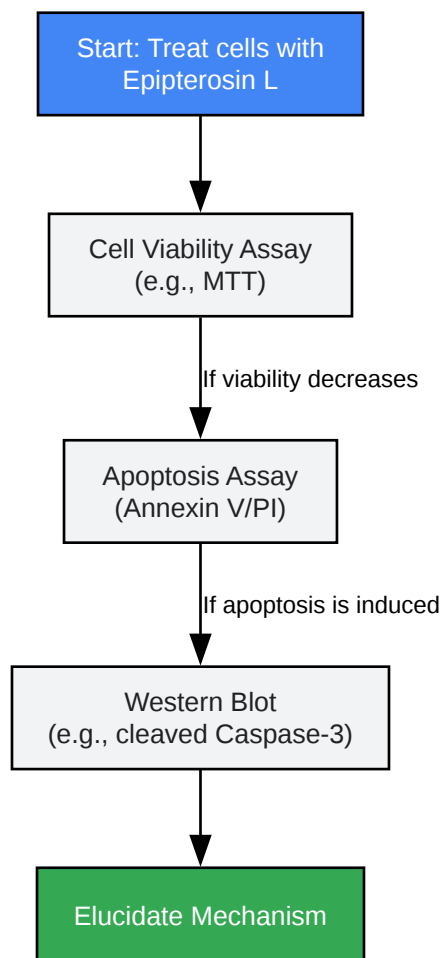 Start: Treat cells with
Epipterosin L
Cell Viability Assay
(e.g., MTT)
If viability decreases
Apoptosis Assay
(Annexin V/PI)
If apoptosis is induced
Western Blot
(e.g., cleaved Caspase-3)
Elucidate Mechanism